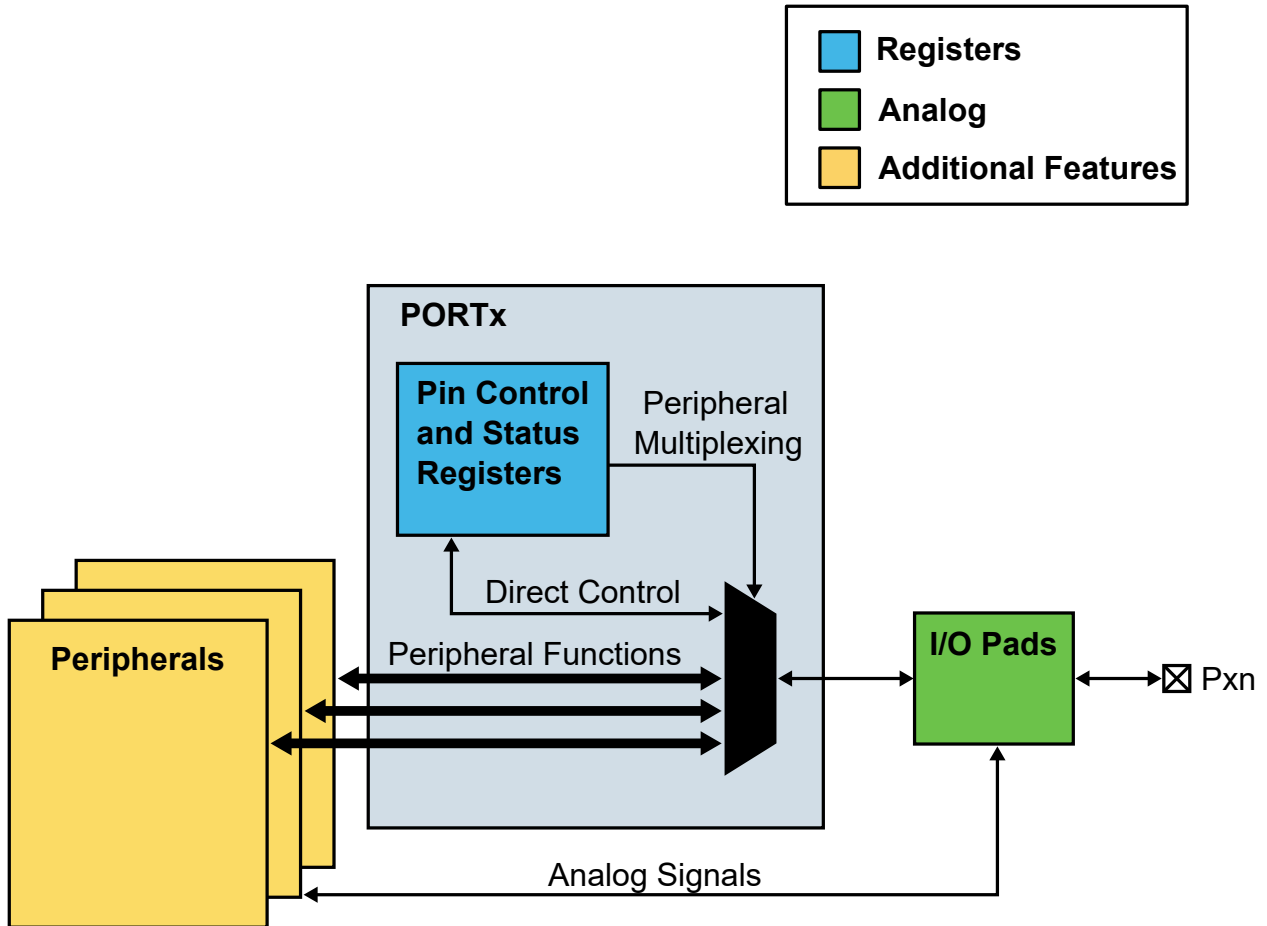 Registers
Analog
Additional Features
PORTx
Pin Control
and Status
Registers
Peripheral
Multiplexing
Direct Control
Peripherals
Peripheral Functions
I/O Pads
Pxn
Analog Signals